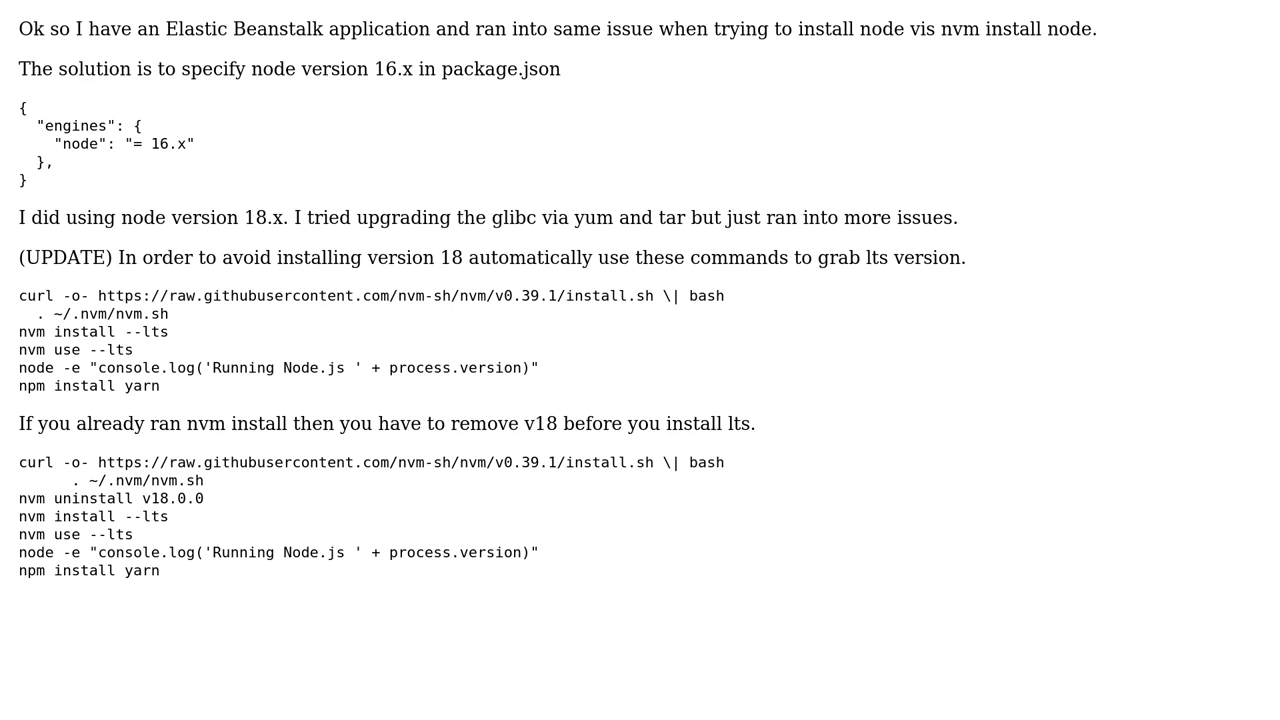 Ok so I have an Elastic Beanstalk application and ran into same issue when trying to install node vis nvm install node.
The solution is to specify node version 16.x in package.json
{
  "engines": {
    "node": "= 16.x"
  },
}
I did using node version 18.x. I tried upgrading the glibc via yum and tar but just ran into more issues.
(UPDATE) In order to avoid installing version 18 automatically use these commands to grab lts version.
curl -o- https://raw.githubusercontent.com/nvm-sh/nvm/v0.39.1/install.sh \| bash
  . ~/.nvm/nvm.sh
nvm install --lts
nvm use --lts
node -e "console.log('Running Node.js ' + process.version)"
npm install yarn
If you already ran nvm install then you have to remove v18 before you install lts.
curl -o- https://raw.githubusercontent.com/nvm-sh/nvm/v0.39.1/install.sh \| bash
      . ~/.nvm/nvm.sh
nvm uninstall v18.0.0
nvm install --lts
nvm use --lts
node -e "console.log('Running Node.js ' + process.version)"
npm install yarn